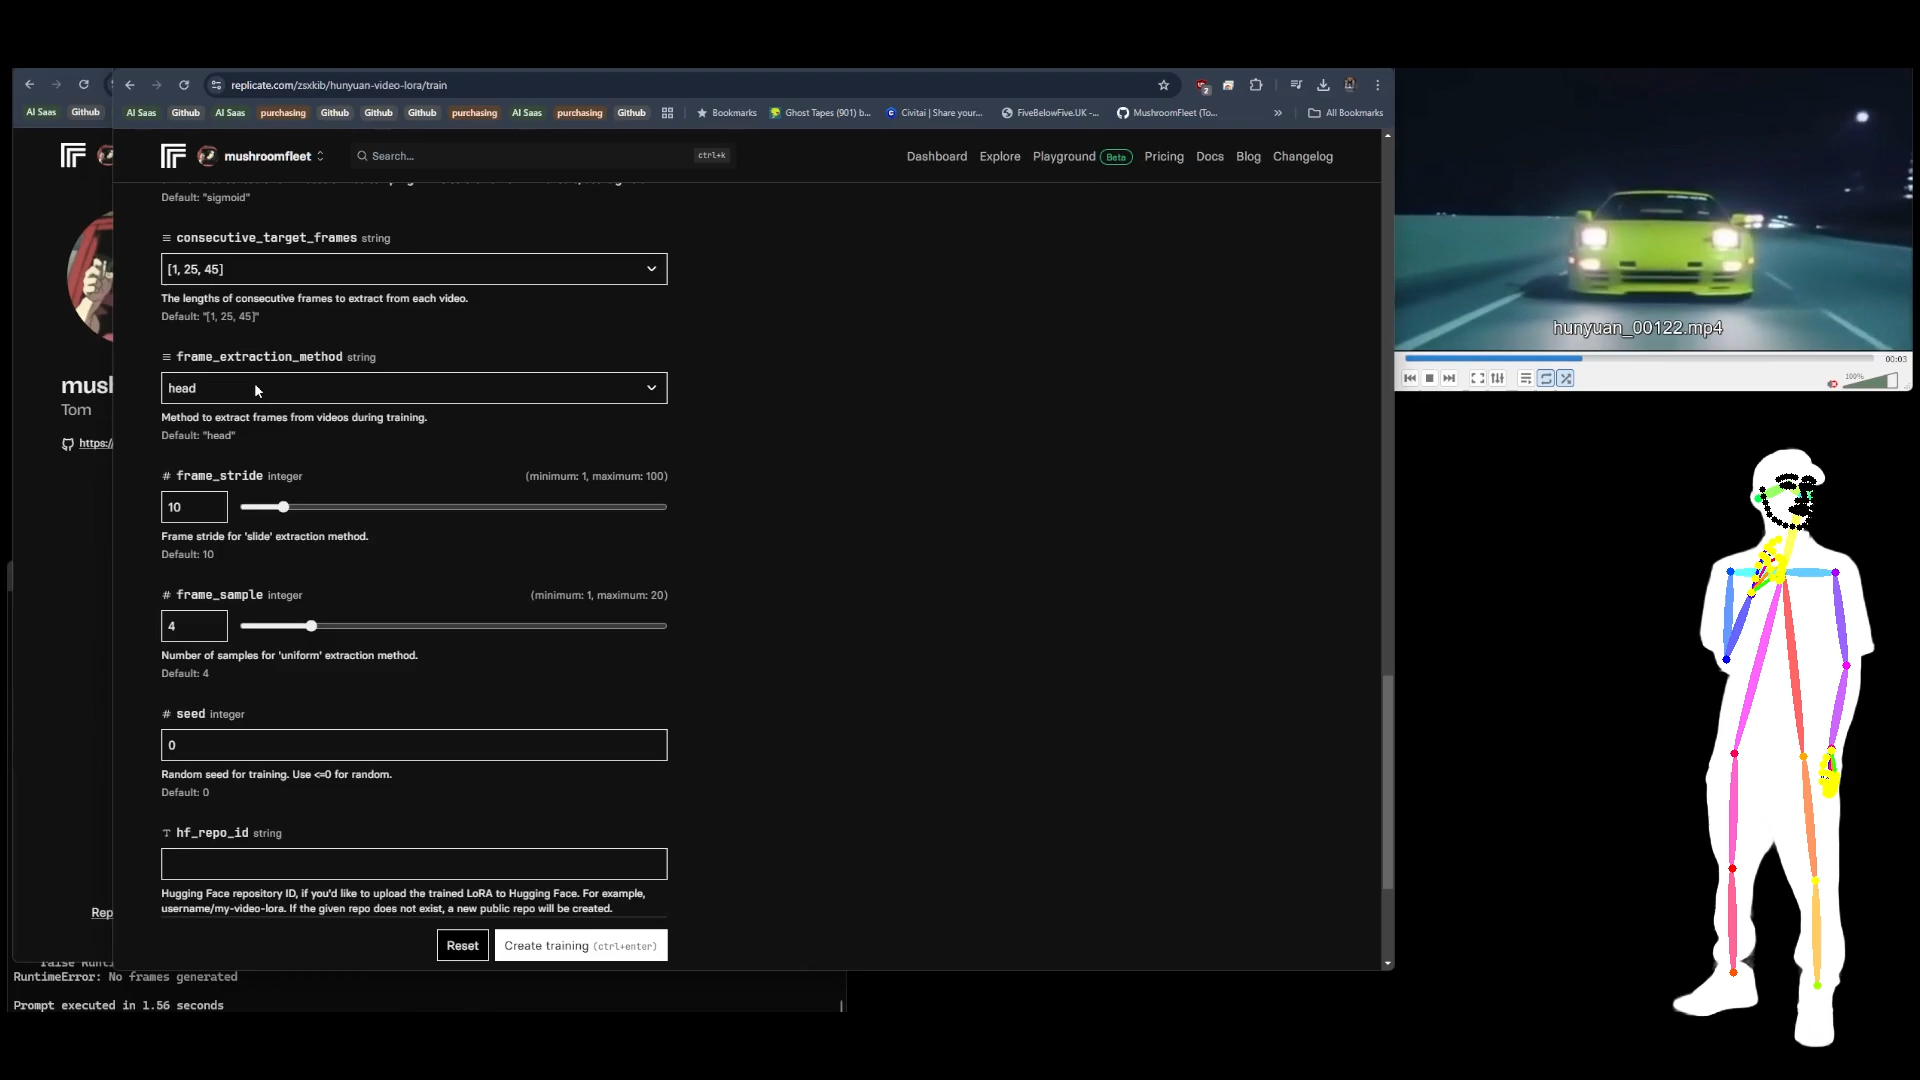 replicate.com/zsxkib/hunyuan-video-lora/train
2
AI Saas
Github
AI Saas
Github
AI Saas
purchasing
Github
Github
Github
purchasing
AI Saas
purchasing
Github
Bookmarks
Ghost Tapes (901) b...
Civitai | Share your...
FiveBelowFive.UK -...
MushroomFleet (To...
»
All Bookmarks
mushroomfleet
Search...
ctrl+k
Dashboard
Explore
Playground
Beta
Pricing
Docs
Blog
Changelog
Default: "sigmoid"
consecutive_target_frames string
[1, 25, 45]
The lengths of consecutive frames to extract from each video.
Default: "[1, 25, 45]"
frame_extraction_method string
head
Method to extract frames from videos during training.
Default: "head"
# frame_stride integer
(minimum: 1, maximum: 100)
10
Frame stride for 'slide' extraction method.
Default: 10
# frame_sample integer
(minimum: 1, maximum: 20)
4
Number of samples for 'uniform' extraction method.
Default: 4
# seed integer
0
Random seed for training. Use <=0 for random.
Default: 0
T hf_repo_id string
Hugging Face repository ID, if you'd like to upload the trained LoRA to Hugging Face. For example,
username/my-video-lora. If the given repo does not exist, a new public repo will be created.
Reset
Create training (ctrl+enter)
mus
Tom
https:/
Rep
RuntimeError: No frames generated
Prompt executed in 1.56 seconds
hunyuan_00122.mp4
00:03
100%